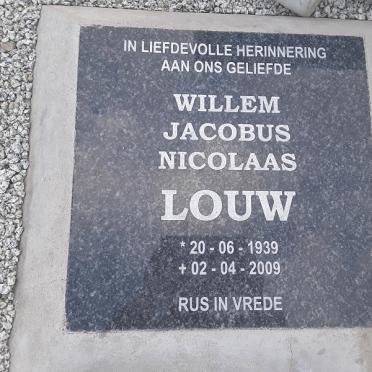 IN LIEFDEVOLLE HERINNERING
AAN ONS GELIEFDE
WILLEM
JACOBUS
NICOLAAS
LOUW
* 20 - 06 - 1939
+ 02 - 04 - 2009
RUS IN VREDE